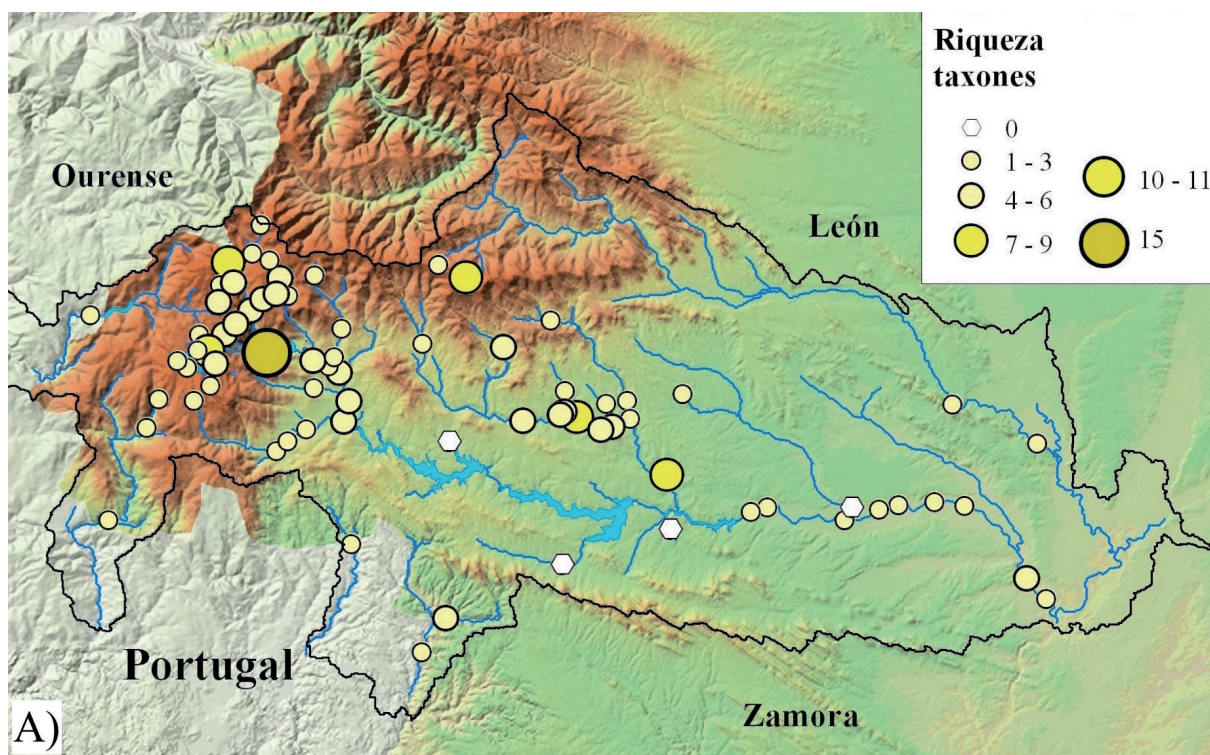 Riqueza
taxones
0
1 - 3
4 - 6
7 - 9
10 - 11
15
Ourense
León
Portugal
Zamora
A)